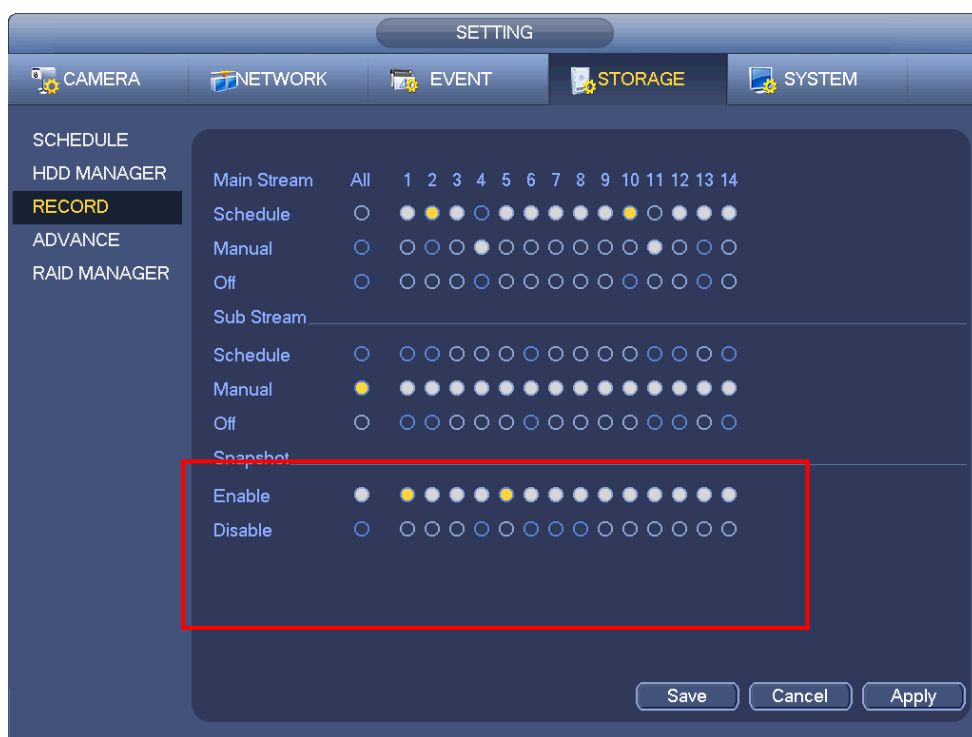 SETTING
CAMERA NETWORK EVENT STORAGE SYSTEM
SCHEDULE
HDD MANAGER
RECORD
ADVANCE
RAID MANAGER
Main Stream All 1 2 3 4 5 6 7 8 9 10 11 12 13 14
Schedule
Manual
Off
Sub Stream
Schedule
Manual
Off
Snapshot
Enable
Disable
Save Cancel Apply